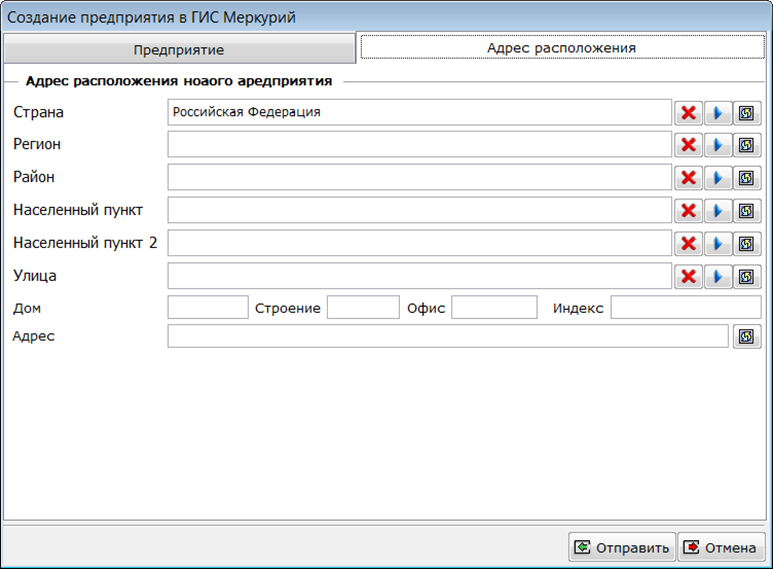 Создание предприятия в ГИС Меркурий
Предприятие Адрес расположения
Адрес расположения ноаого аредприятия
Страна Российская Федерация
Регион
Район
Населенный пункт
Населенный пункт 2
Улица
Дом Строение Офис Индекс
Адрес
Отправить Отмена